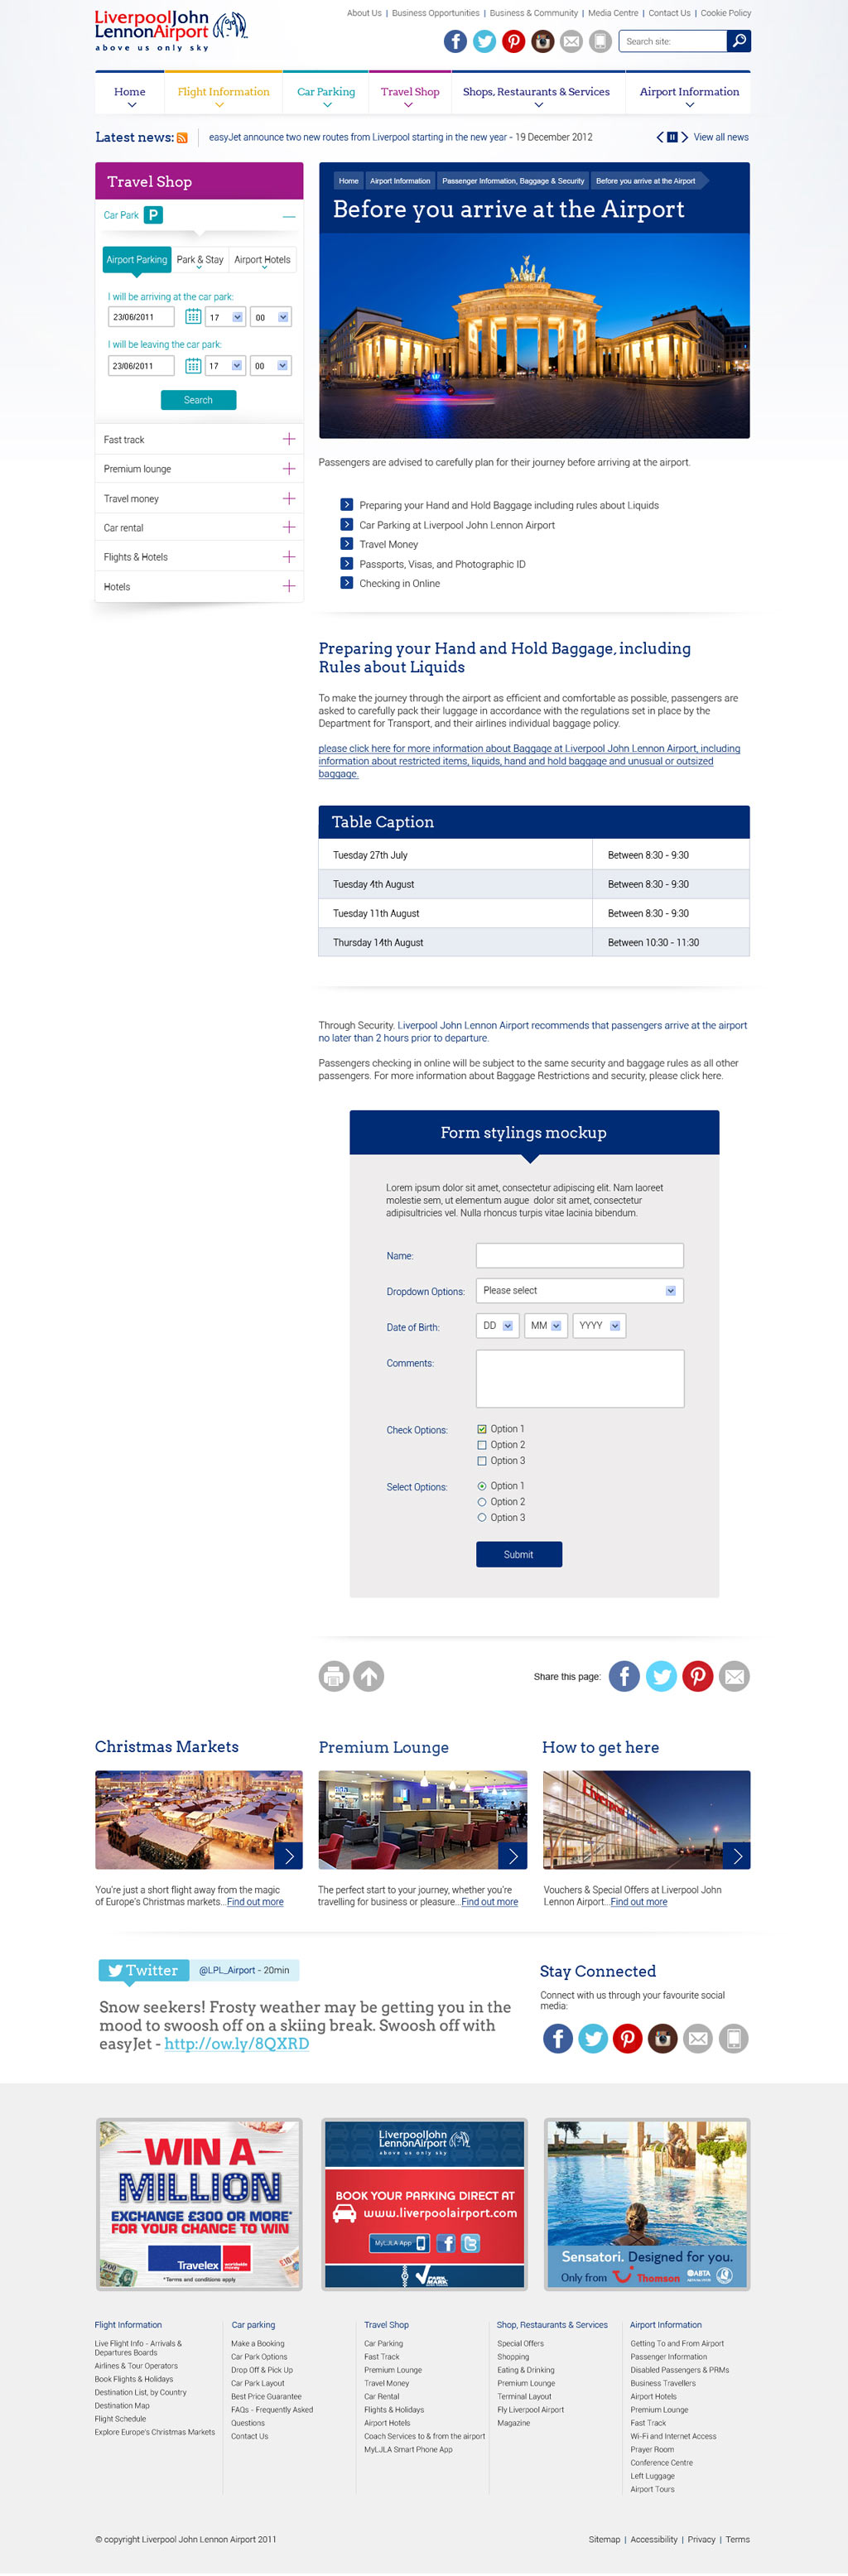 About Us | Business Opportunities | Business & Community | Media Centre | Contact Us | Cookie Policy
LiverpoolJohn
LennonAirport
above us only sky
Search site:
Home
Flight Information
Car Parking
Travel Shop
Shops, Restaurants & Services
Airport Information
Latest news:
easyJet announce two new routes from Liverpool starting in the new year - 19 December 2012
View all news
Travel Shop
Car Park P
Airport Parking
Park & Stay
Airport Hotels
I will be arriving at the car park:
23/06/2011
17
00
I will be leaving the car park:
23/06/2011
17
00
Search
Fast track
Premium lounge
Travel money
Car rental
Flights & Hotels
Hotels
Home
Airport Information
Passenger Information, Baggage & Security
Before you arrive at the Airport
Before you arrive at the Airport
Passengers are advised to carefully plan for their journey before arriving at the airport.
Preparing your Hand and Hold Baggage including rules about Liquids
Car Parking at Liverpool John Lennon Airport
Travel Money
Passports, Visas, and Photographic ID
Checking in Online
Preparing your Hand and Hold Baggage, including
Rules about Liquids
To make the journey through the airport as efficient and comfortable as possible, passengers are
asked to carefully pack their luggage in accordance with the regulations set in place by the
Department for Transport, and their airlines individual baggage policy.
please click here for more information about Baggage at Liverpool John Lennon Airport, including
information about restricted items, liquids, hand and hold baggage and unusual or outsized
baggage.
Table Caption
Tuesday 27th July
Between 8:30 - 9:30
Tuesday 4th August
Between 8:30 - 9:30
Tuesday 11th August
Between 8:30 - 9:30
Thursday 14th August
Between 10:30 - 11:30
Through Security. Liverpool John Lennon Airport recommends that passengers arrive at the airport
no later than 2 hours prior to departure.
Passengers checking in online will be subject to the same security and baggage rules as all other
passengers. For more information about Baggage Restrictions and security, please click here.
Form stylings mockup
Lorem ipsum dolor sit amet, consectetur adipiscing elit. Nam laoreet
molestie sem, ut elementum augue dolor sit amet, consectetur
adipisultricies vel. Nulla rhoncus turpis vitae lacinia bibendum.
Name:
Dropdown Options:
Please select
Date of Birth:
DD
MM
YYYY
Comments:
Check Options:
Option 1
Option 2
Option 3
Select Options:
Option 1
Option 2
Option 3
Submit
Share this page:
Christmas Markets
You're just a short flight away from the magic
of Europe's Christmas markets...Find out more
Premium Lounge
The perfect start to your journey, whether you're
travelling for business or pleasure...Find out more
How to get here
Vouchers & Special Offers at Liverpool John
Lennon Airport...Find out more
Twitter
@LPL_Airport - 20min
Snow seekers! Frosty weather may be getting you in the
mood to swoosh off on a skiing break. Swoosh off with
easyJet - http://ow.ly/8QXRD
Stay Connected
Connect with us through your favourite social
media:
WIN A
MILLION
EXCHANGE £300 OR MORE*
FOR YOUR CHANCE TO WIN
Travelex
worldwide money
*Terms and conditions apply
LiverpoolJohn
LennonAirport
above us only sky
BOOK YOUR PARKING DIRECT AT
www.liverpoolairport.com
MyLJLA App
PARK MARK
Sensatori. Designed for you.
Only from Thomson
ABTA
Flight Information
Live Flight Info - Arrivals &
Departures Boards
Airlines & Tour Operators
Book Flights & Holidays
Destination List, by Country
Destination Map
Flight Schedule
Explore Europe's Christmas Markets
Car parking
Make a Booking
Car Park Options
Drop Off & Pick Up
Car Park Layout
Best Price Guarantee
FAQs - Frequently Asked
Questions
Contact Us
Travel Shop
Car Parking
Fast Track
Premium Lounge
Travel Money
Car Rental
Flights & Holidays
Airport Hotels
Coach Services to & from the airport
MyLJLA Smart Phone App
Shop, Restaurants & Services
Special Offers
Shopping
Eating & Drinking
Premium Lounge
Terminal Layout
Fly Liverpool Airport
Magazine
Airport Information
Getting To and From Airport
Passenger Information
Disabled Passengers & PRMs
Business Travellers
Airport Hotels
Premium Lounge
Fast Track
Wi-Fi and Internet Access
Prayer Room
Conference Centre
Left Luggage
Airport Tours
© copyright Liverpool John Lennon Airport 2011
Sitemap | Accessibility | Privacy | Terms